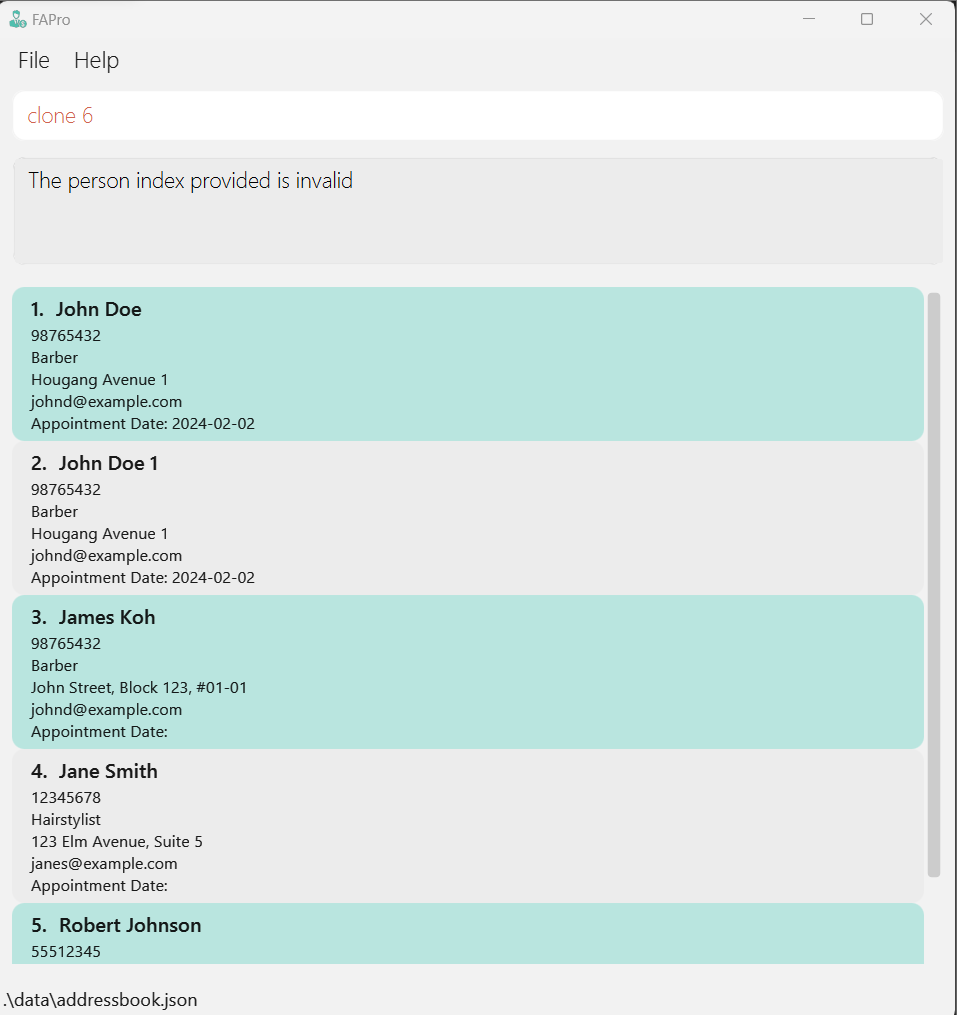 FAPro
File Help
clone 6
The person index provided is invalid
1. John Doe
98765432
Barber
Hougang Avenue 1
johnd@example.com
Appointment Date: 2024-02-02
2. John Doe 1
98765432
Barber
Hougang Avenue 1
johnd@example.com
Appointment Date: 2024-02-02
3. James Koh
98765432
Barber
John Street, Block 123, #01-01
johnd@example.com
Appointment Date:
4. Jane Smith
12345678
Hairstylist
123 Elm Avenue, Suite 5
janes@example.com
Appointment Date:
5. Robert Johnson
55512345
.\data\addressbook.json